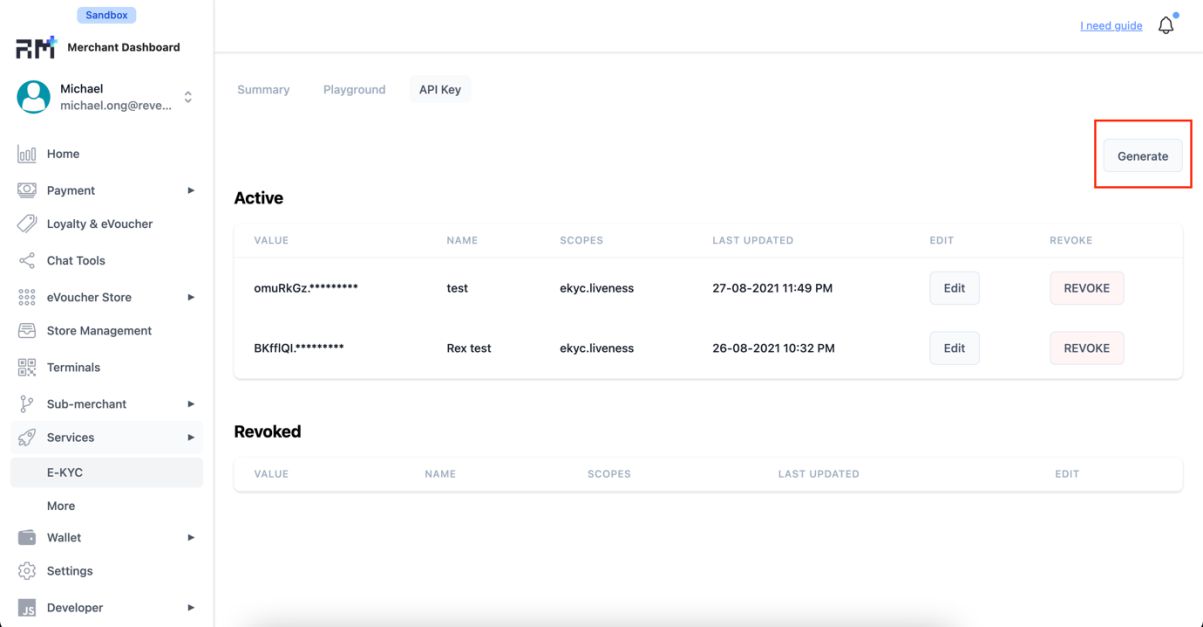 Sandbox
RM Merchant Dashboard
Michael
michael.ong@reve...
Home
Payment
Loyalty & eVoucher
Chat Tools
eVoucher Store
Store Management
Terminals
Sub-merchant
Services
E-KYC
More
Wallet
Settings
JS Developer
I need guide
Summary Playground API Key
Generate
Active
VALUE NAME SCOPES LAST UPDATED EDIT REVOKE
omuRkGz.********* test ekyc.liveness 27-08-2021 11:49 PM Edit REVOKE
BKfflQI.********* Rex test ekyc.liveness 26-08-2021 10:32 PM Edit REVOKE
Revoked
VALUE NAME SCOPES LAST UPDATED EDIT